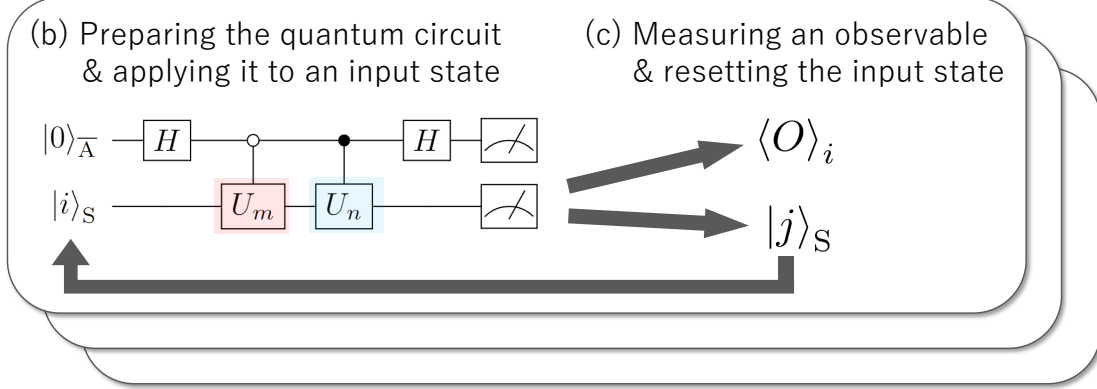 (b) Preparing the quantum circuit
& applying it to an input state
(c) Measuring an observable
& resetting the input state
|0⟩_A̅ H H
|i⟩_S U_m U_n
⟨O⟩_i
|j⟩_S